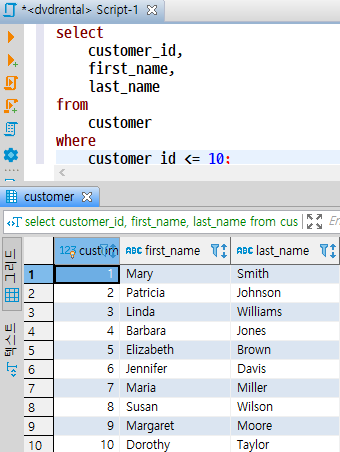 *<dvdrental> Script-1
select
customer_id,
first_name,
last_name
from
customer
where
customer_id <= 10;
customer
select customer_id, first_name, last_name from cus
그리드
텍스트
123 custom first_name last_name
1 1 Mary Smith
2 2 Patricia Johnson
3 3 Linda Williams
4 4 Barbara Jones
5 5 Elizabeth Brown
6 6 Jennifer Davis
7 7 Maria Miller
8 8 Susan Wilson
9 9 Margaret Moore
10 10 Dorothy Taylor